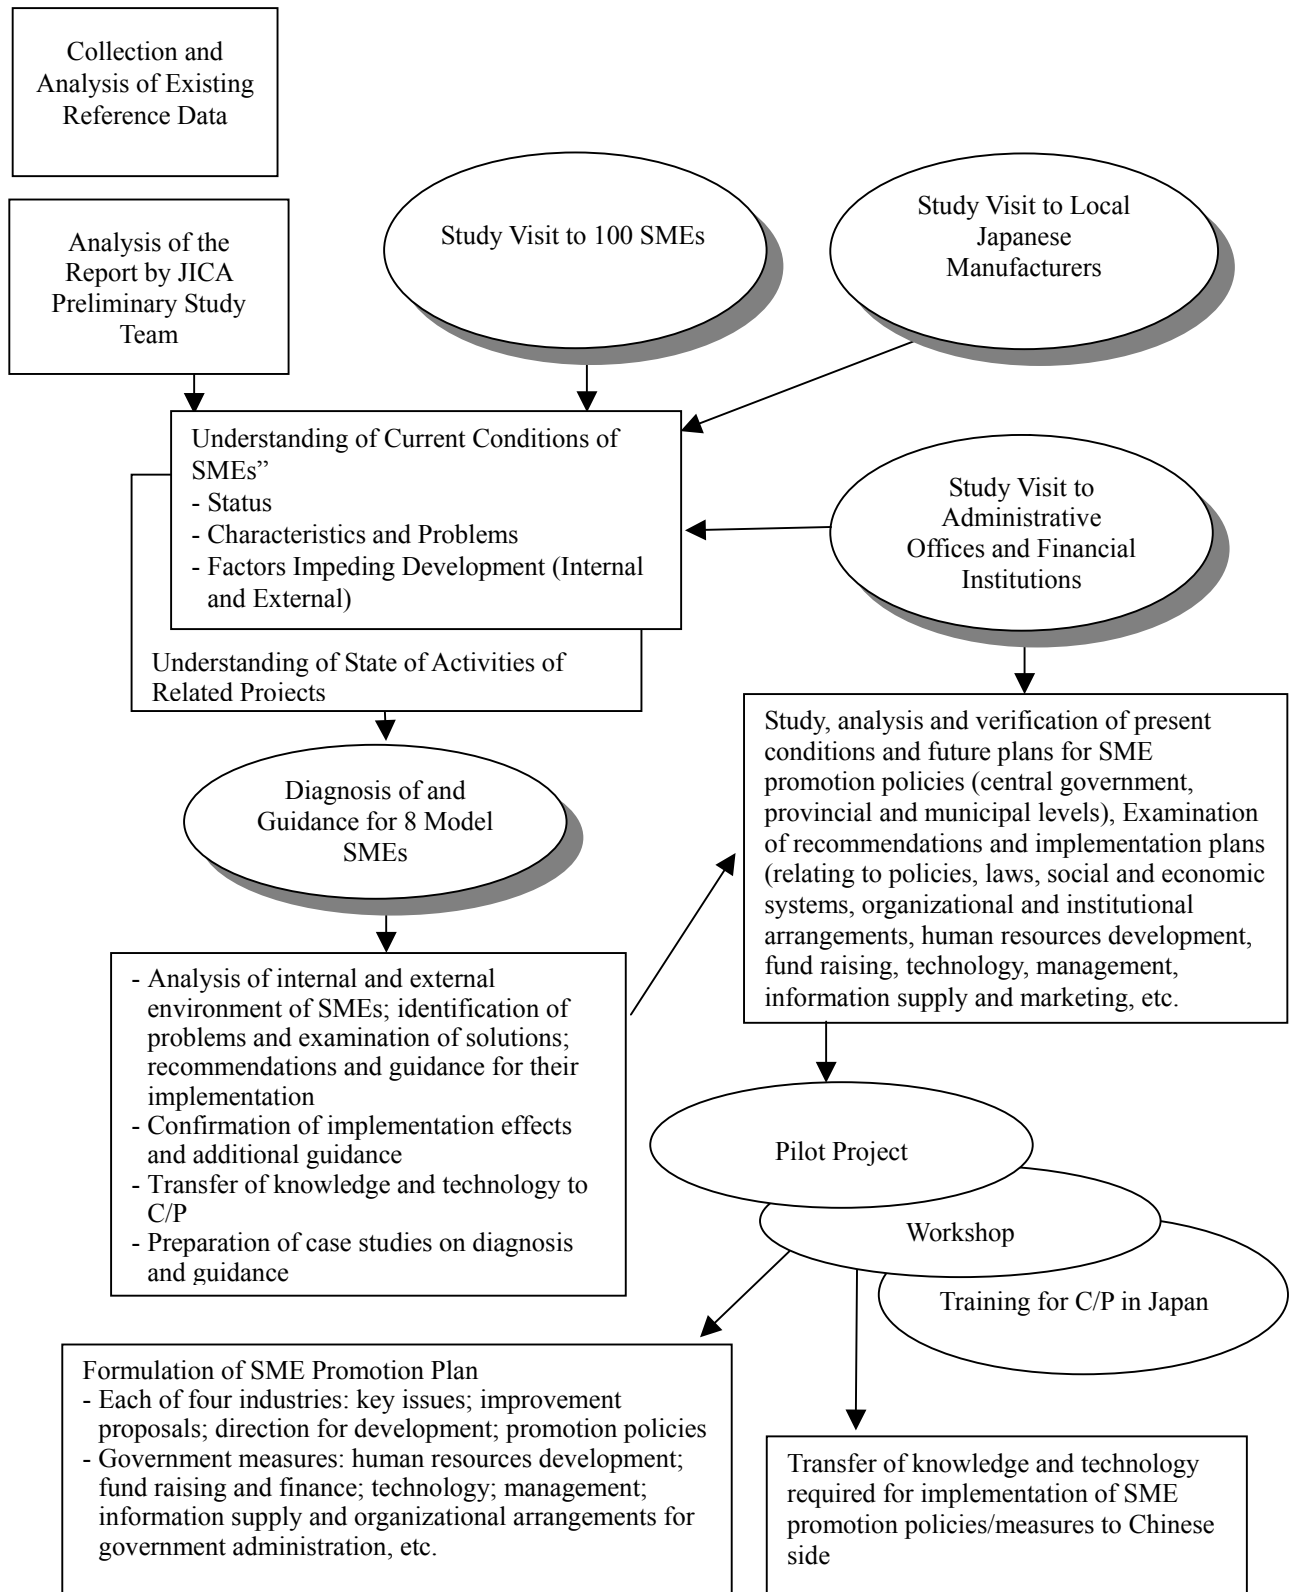 Collection and
Analysis of Existing
Reference Data
Analysis of the
Report by JICA
Preliminary Study
Team
Study Visit to 100 SMEs
Study Visit to Local
Japanese
Manufacturers
Understanding of Current Conditions of
SMEs”
- Status
- Characteristics and Problems
- Factors Impeding Development (Internal
and External)
Study Visit to
Administrative
Offices and Financial
Institutions
Understanding of State of Activities of
Related Projects
Diagnosis of and
Guidance for 8 Model
SMEs
Study, analysis and verification of present
conditions and future plans for SME
promotion policies (central government,
provincial and municipal levels), Examination
of recommendations and implementation plans
(relating to policies, laws, social and economic
systems, organizational and institutional
arrangements, human resources development,
fund raising, technology, management,
information supply and marketing, etc.
- Analysis of internal and external
environment of SMEs; identification of
problems and examination of solutions;
recommendations and guidance for their
implementation
- Confirmation of implementation effects
and additional guidance
- Transfer of knowledge and technology to
C/P
- Preparation of case studies on diagnosis
and guidance
Pilot Project
Workshop
Training for C/P in Japan
Formulation of SME Promotion Plan
- Each of four industries: key issues; improvement
proposals; direction for development; promotion policies
- Government measures: human resources development;
fund raising and finance; technology; management;
information supply and organizational arrangements for
government administration, etc.
Transfer of knowledge and technology
required for implementation of SME
promotion policies/measures to Chinese
side